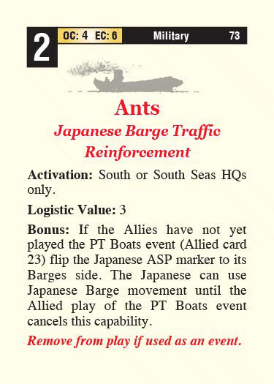 2 OC: 4 EC: 6 Military 73
Ants
Japanese Barge Traffic
Reinforcement
Activation: South or South Seas HQs
only.
Logistic Value: 3
Bonus: If the Allies have not yet
played the PT Boats event (Allied card
23) flip the Japanese ASP marker to its
Barges side. The Japanese can use
Japanese Barge movement until the
Allied play of the PT Boats event
cancels this capability.
Remove from play if used as an event.